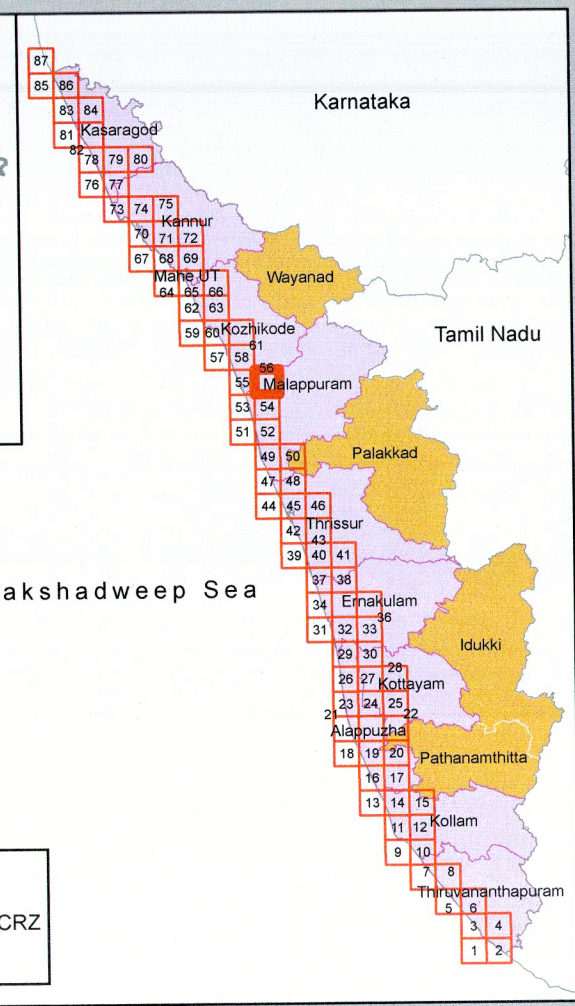 87
85 86
Karnataka
83 84
81 Kasaragod
82
78 79 80
76 77
73 74 75
Kannur
70 71 72
67 68 69
Mahe UT
Wayanad
64 65 66
62 63
59 60 Kozhikode
61
Tamil Nadu
57 58
56
55 Malappuram
53 54
51 52
49 50 Palakkad
47 48
44 45 46
Thrissur
42 43
39 40 41
37 38
akshadweep Sea
34 Ernakulam
36
31 32 33
Idukki
29 30
28
26 27 Kottayam
23 24 25
21 22
Alappuzha
18 19 20 Pathanamthitta
16 17
13 14 15
11 12 Kollam
9 10
7 8
Thiruvananthapuram
5 6
CRZ
3 4
1 2